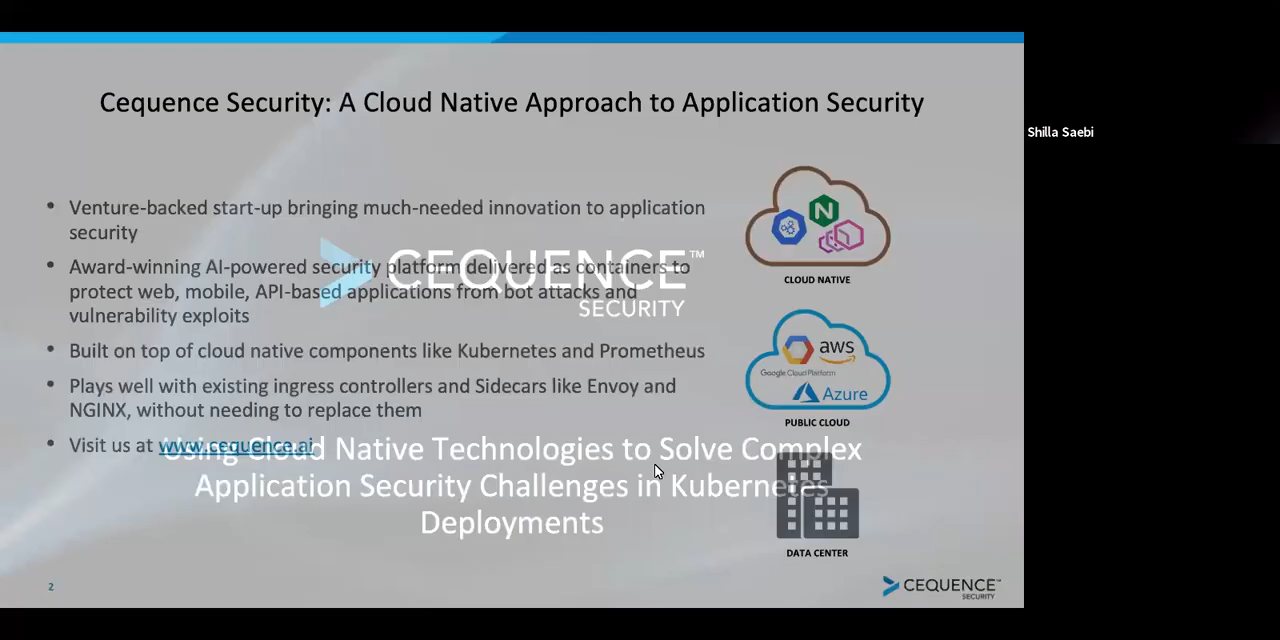 Cequence Security: A Cloud Native Approach to Application Security
Shilla Saebi
• Venture-backed start-up bringing much-needed innovation to application
security
• Award-winning AI-powered security platform delivered as containers to
protect web, mobile, API-based applications from bot attacks and
vulnerability exploits
• Built on top of cloud native components like Kubernetes and Prometheus
• Plays well with existing ingress controllers and Sidecars like Envoy and
NGINX, without needing to replace them
• Visit us at www.cequence.ai
CEQUENCE™
SECURITY
Using Cloud Native Technologies to Solve Complex
Application Security Challenges in Kubernetes
Deployments
N
CLOUD NATIVE
aws
Google Cloud Platform
Azure
PUBLIC CLOUD
DATA CENTER
2
CEQUENCE™
SECURITY